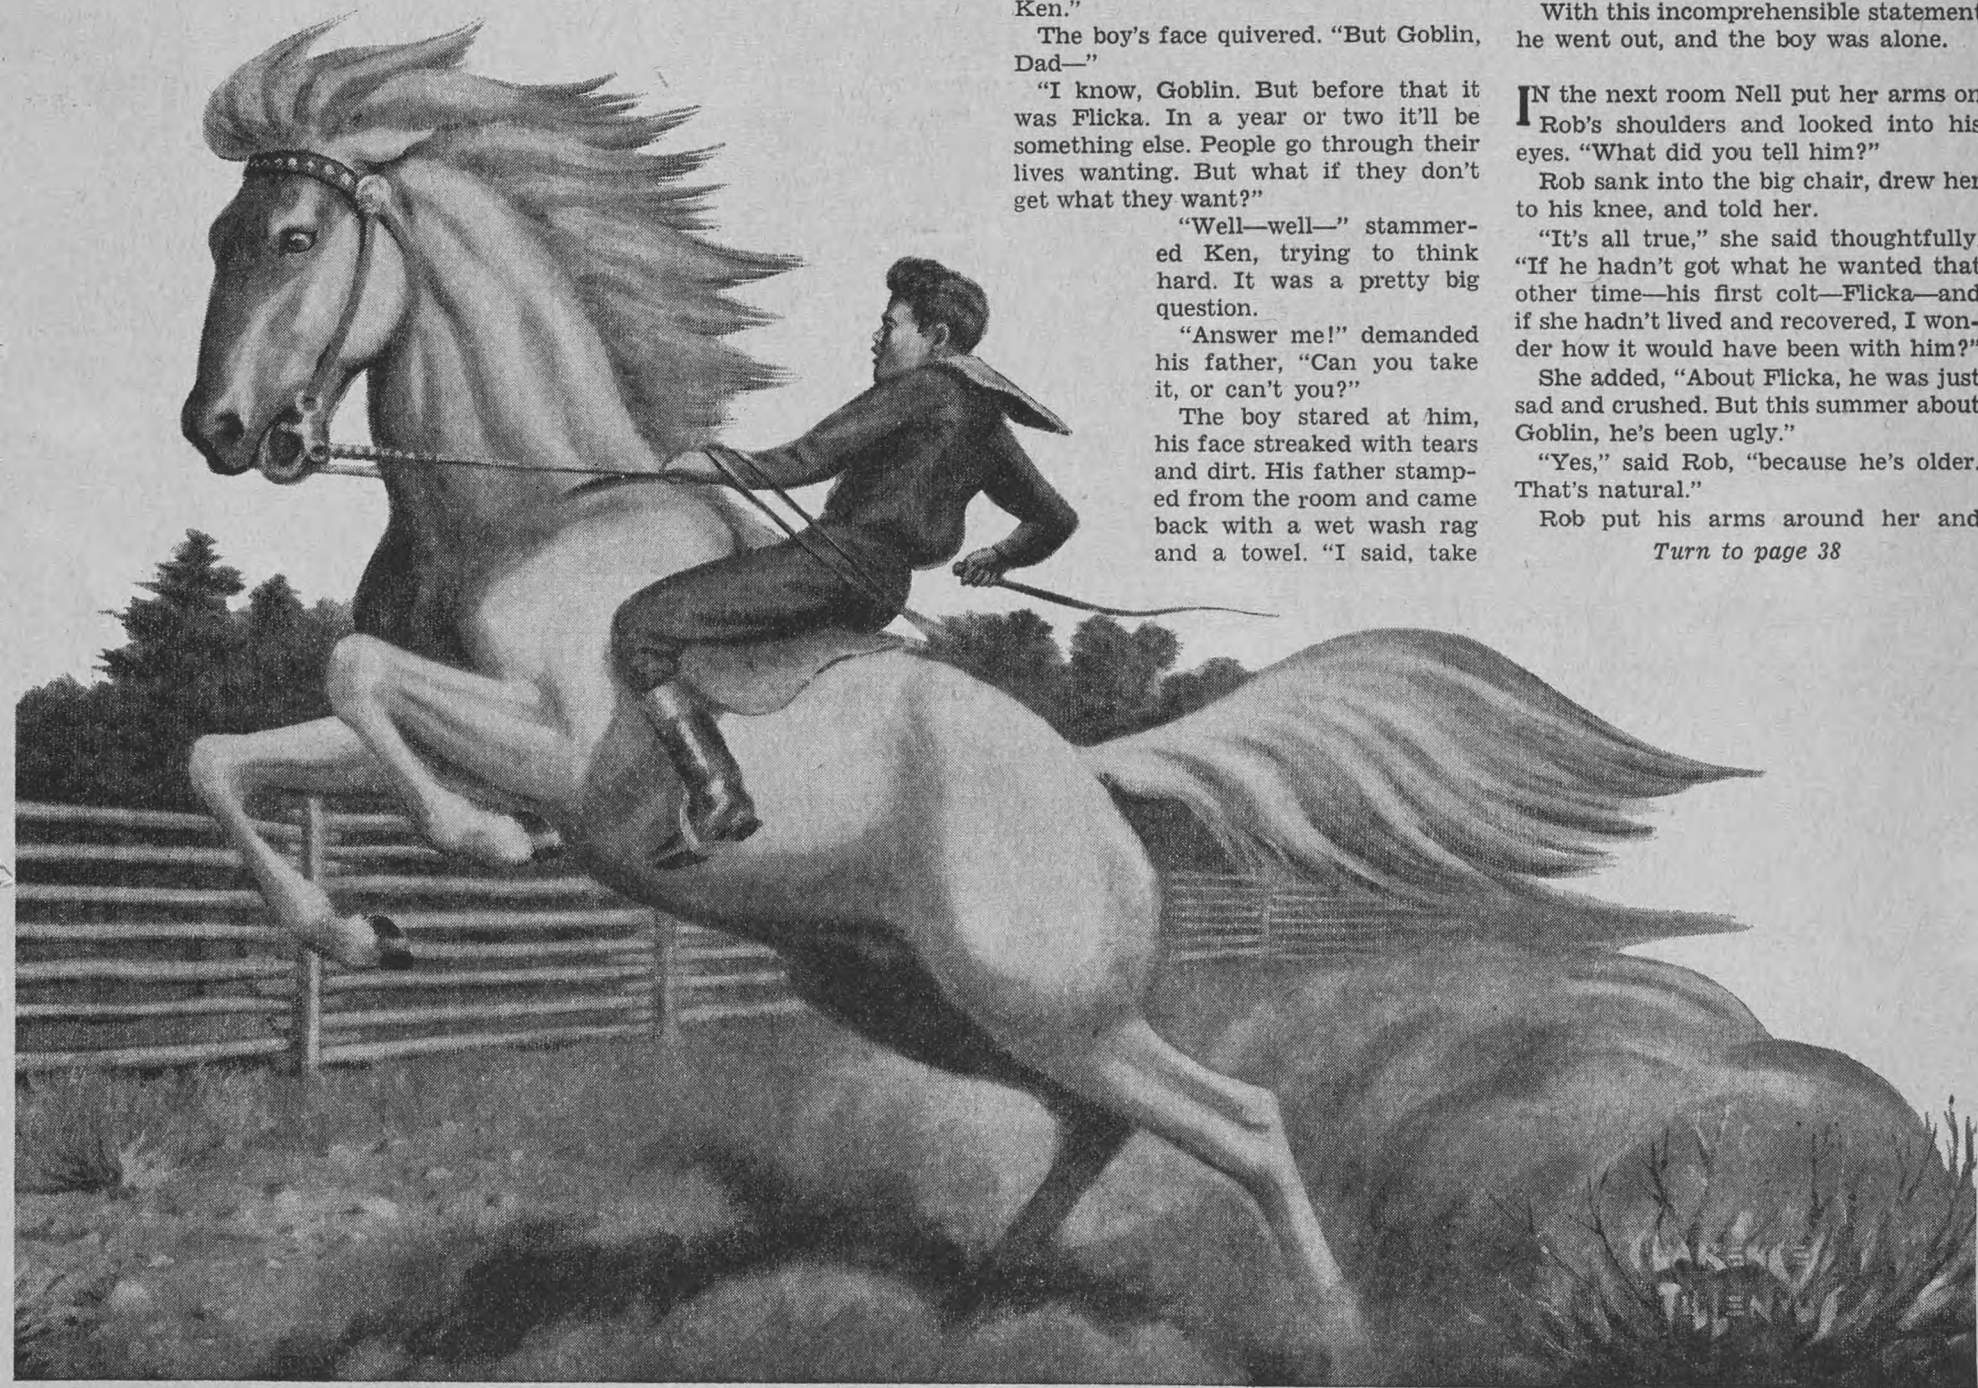 Ken.”
The boy’s face quivered. “But Goblin,
Dad—”
“I know, Goblin. But before that it
was Flicka. In a year or two it’ll be
something else. People go through their
lives wanting. But what if they don’t
get what they want?”
“Well—well—” stammer-
ed Ken, trying to think
hard. It was a pretty big
question.
“Answer me!” demanded
his father, “Can you take
it, or can’t you?”
The boy stared at him,
his face streaked with tears
and dirt. His father stamp-
ed from the room and came
back with a wet wash rag
and a towel. “I said, take
With this incomprehensible statement
he went out, and the boy was alone.
IN the next room Nell put her arms on
Rob’s shoulders and looked into his
eyes. “What did you tell him?”
Rob sank into the big chair, drew her
to his knee, and told her.
“It’s all true,” she said thoughtfully
“If he hadn’t got what he wanted that
other time—his first colt—Flicka—and
if she hadn’t lived and recovered, I won-
der how it would have been with him?”
She added, “About Flicka, he was just
sad and crushed. But this summer about
Goblin, he’s been ugly.”
“Yes,” said Rob, “because he’s older.
That’s natural.”
Rob put his arms around her and
Turn to page 38
CLARENCE
TILLENIUS